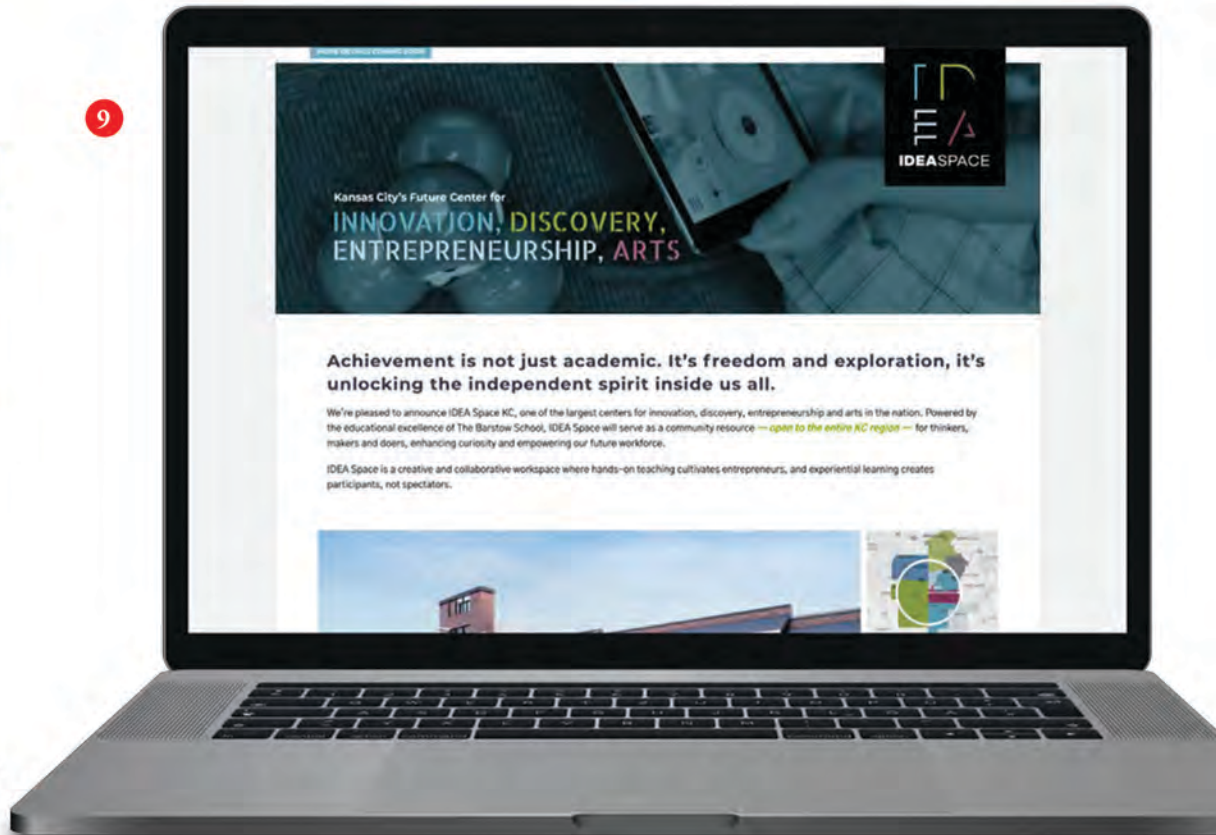 9
MORE DETAILS COMING SOON
I D
E A
IDEASPACE
Kansas City's Future Center for
INNOVATION, DISCOVERY,
ENTREPRENEURSHIP, ARTS
Achievement is not just academic. It's freedom and exploration, it's
unlocking the independent spirit inside us all.
We're pleased to announce IDEA Space KC, one of the largest centers for innovation, discovery, entrepreneurship and arts in the nation. Powered by
the educational excellence of The Barstow School, IDEA Space will serve as a community resource — open to the entire KC region — for thinkers,
makers and doers, enhancing curiosity and empowering our future workforce.
IDEA Space is a creative and collaborative workspace where hands-on teaching cultivates entrepreneurs, and experiential learning creates
participants, not spectators.